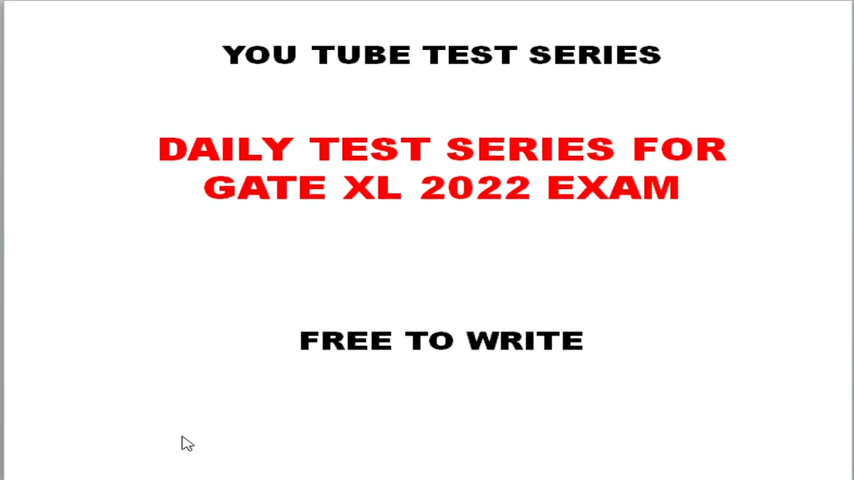 YOU TUBE TEST SERIES
DAILY TEST SERIES FOR
GATE XL 2022 EXAM
FREE TO WRITE